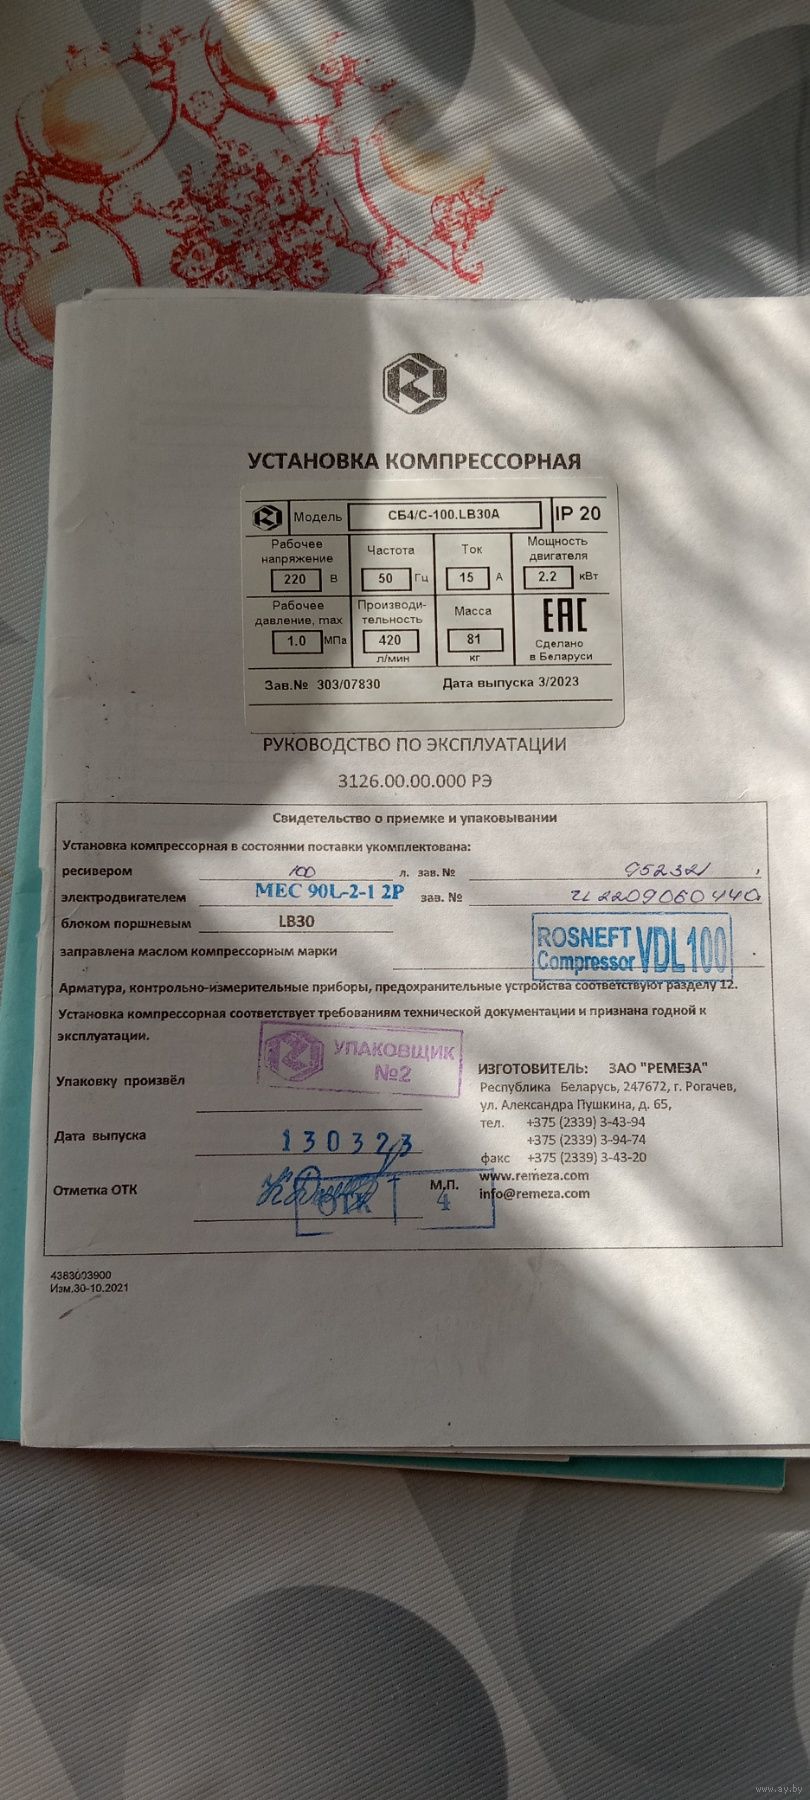 УСТАНОВКА КОМПРЕССОРНАЯ
Модель СБ4/С-100.LB30A IP 20
Рабочее напряжение 220 В
Частота 50 Гц
Ток 15 А
Мощность двигателя 2.2 кВт
Рабочее давление, max 1.0 МПа
Производи-
тельность 420 л/мин
Масса 81 кг
ЕАС
Сделано в Беларуси
Зав.№ 303/07830 Дата выпуска 3/2023
РУКОВОДСТВО ПО ЭКСПЛУАТАЦИИ
3126.00.00.000 РЭ
Свидетельство о приемке и упаковывании
Установка компрессорная в состоянии поставки укомплектована:
ресивером 100 л. зав. № 952321
электродвигателем МЕС 90L-2-1 2P зав. № 2209060440
блоком поршневым LB30
заправлена маслом компрессорным марки ROSNEFT Compressor VDL100
Арматура, контрольно-измерительные приборы, предохранительные устройства соответствуют разделу 12.
Установка компрессорная соответствует требованиям технической документации и признана годной к
эксплуатации.
УПАКОВЩИК
№2
Упаковку произвёл
Дата выпуска 130323
Отметка ОТК ОТК М.П. 4
ИЗГОТОВИТЕЛЬ: ЗАО "РЕМЕЗА"
Республика Беларусь, 247672, г. Рогачев,
ул. Александра Пушкина, д. 65,
тел. +375 (2339) 3-43-94
+375 (2339) 3-94-74
факс +375 (2339) 3-43-20
www.remeza.com
info@remeza.com
4383003900
Изм.30-10.2021
www.ay.by